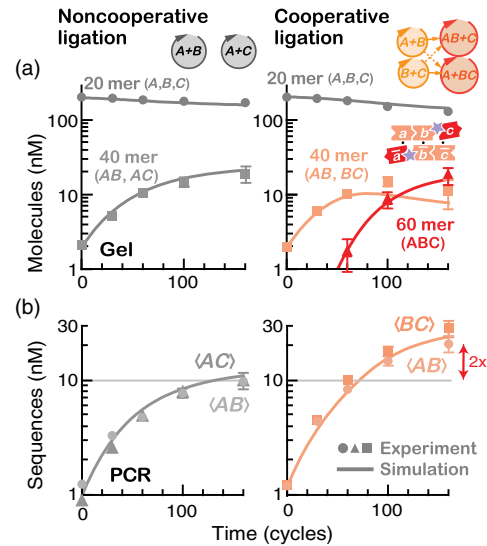 Noncooperative
ligation
A+B
A+C
Cooperative
ligation
A+B
AB+C
B+C
A+BC
(a)
20 mer (A,B,C)
20 mer (A,B,C)
100
10
1
Molecules (nM)
40 mer
(AB, AC)
Gel
0
100
a b c
a̅ b̅ c̅
100
10
1
40 mer
(AB, BC)
60 mer
(ABC)
0
100
(b)
30
10
1
Sequences (nM)
⟨AC⟩
⟨AB⟩
PCR
0
100
30
10
1
⟨BC⟩
⟨AB⟩
2x
Experiment
Simulation
0
100
Time (cycles)